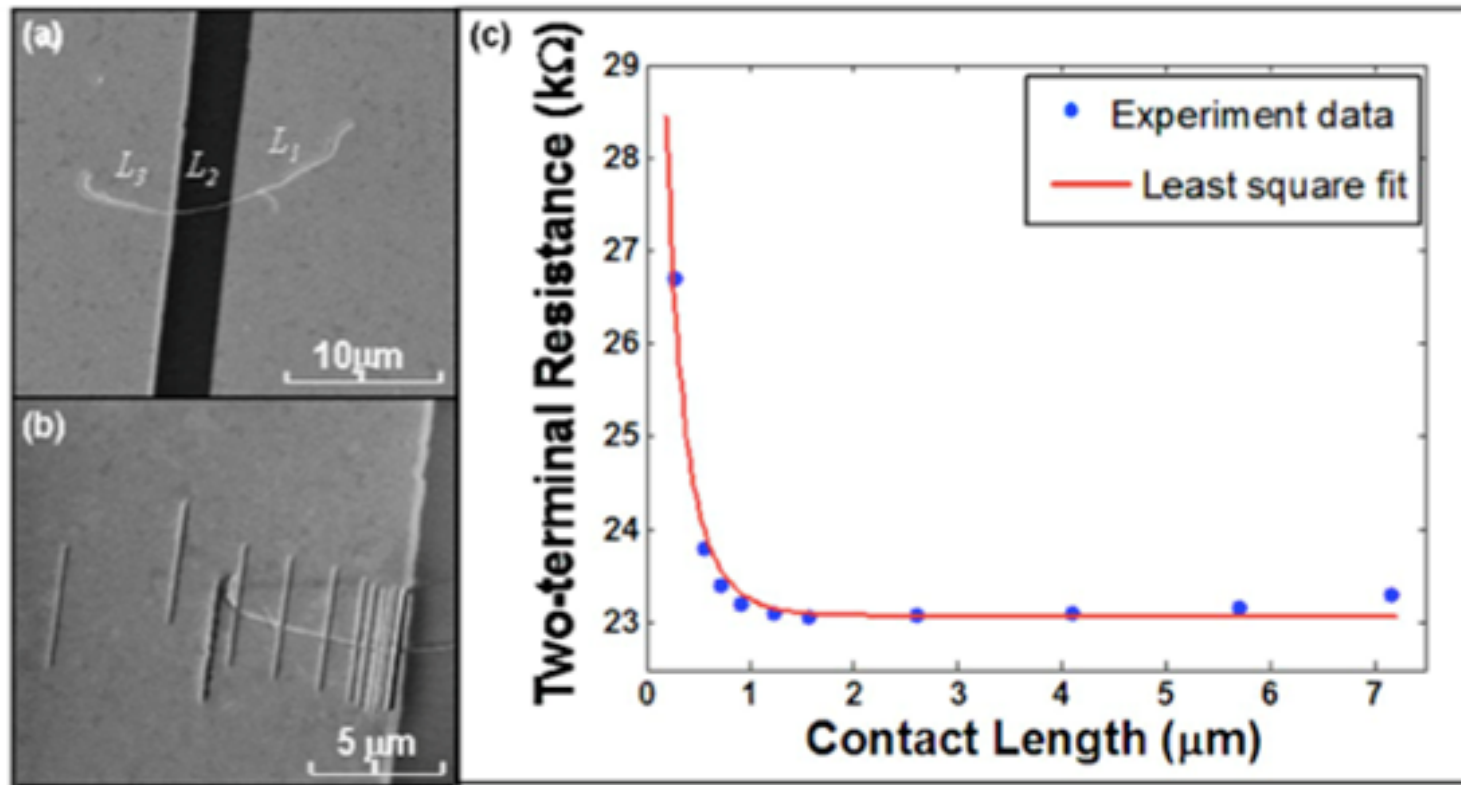 (a)
L3
L2
L1
10μm
(b)
5 μm
(c)
Two-terminal Resistance (kΩ)
29
28
27
26
25
24
23
Experiment data
Least square fit
0 1 2 3 4 5 6 7
Contact Length (μm)